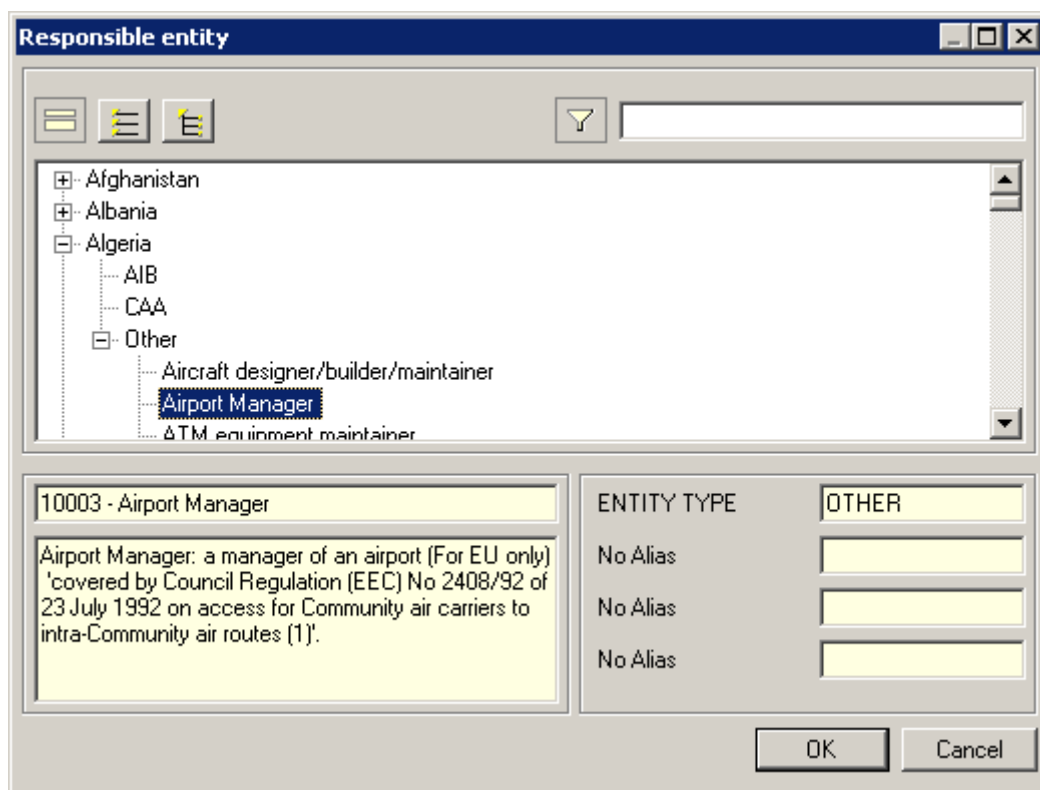 Responsible entity
Afghanistan
Albania
Algeria
AIB
CAA
Other
Aircraft designer/builder/maintainer
Airport Manager
ATM equipment maintainer
10003 - Airport Manager
Airport Manager: a manager of an airport (For EU only)
'covered by Council Regulation (EEC) No 2408/92 of
23 July 1992 on access for Community air carriers to
intra-Community air routes (1)'.
ENTITY TYPE OTHER
No Alias
No Alias
No Alias
OK Cancel